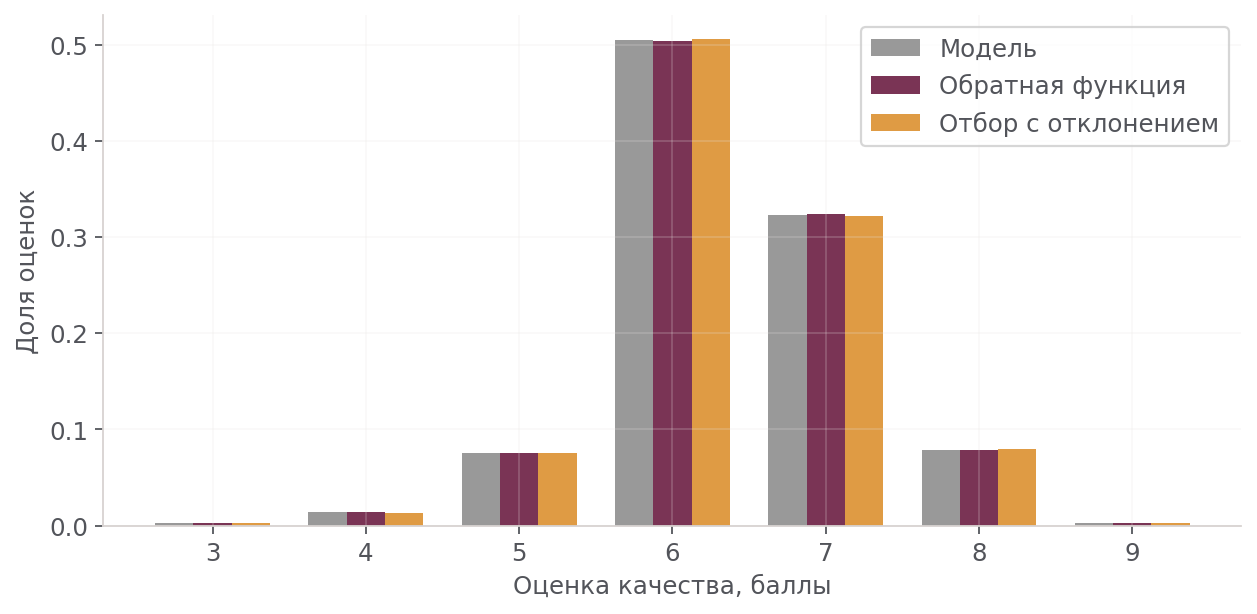 Модель
Обратная функция
Отбор с отклонением
Доля оценок
0.5
0.4
0.3
0.2
0.1
0.0
3 4 5 6 7 8 9
Оценка качества, баллы